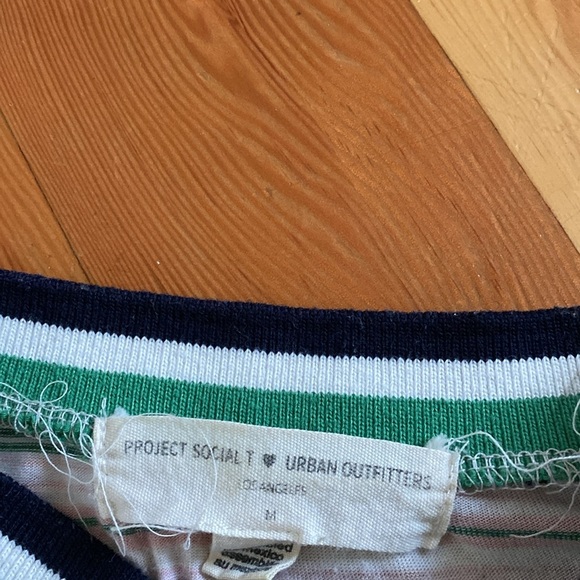 PROJECT SOCIAL T ♥ URBAN OUTFITTERS
LOS ANGELES
M